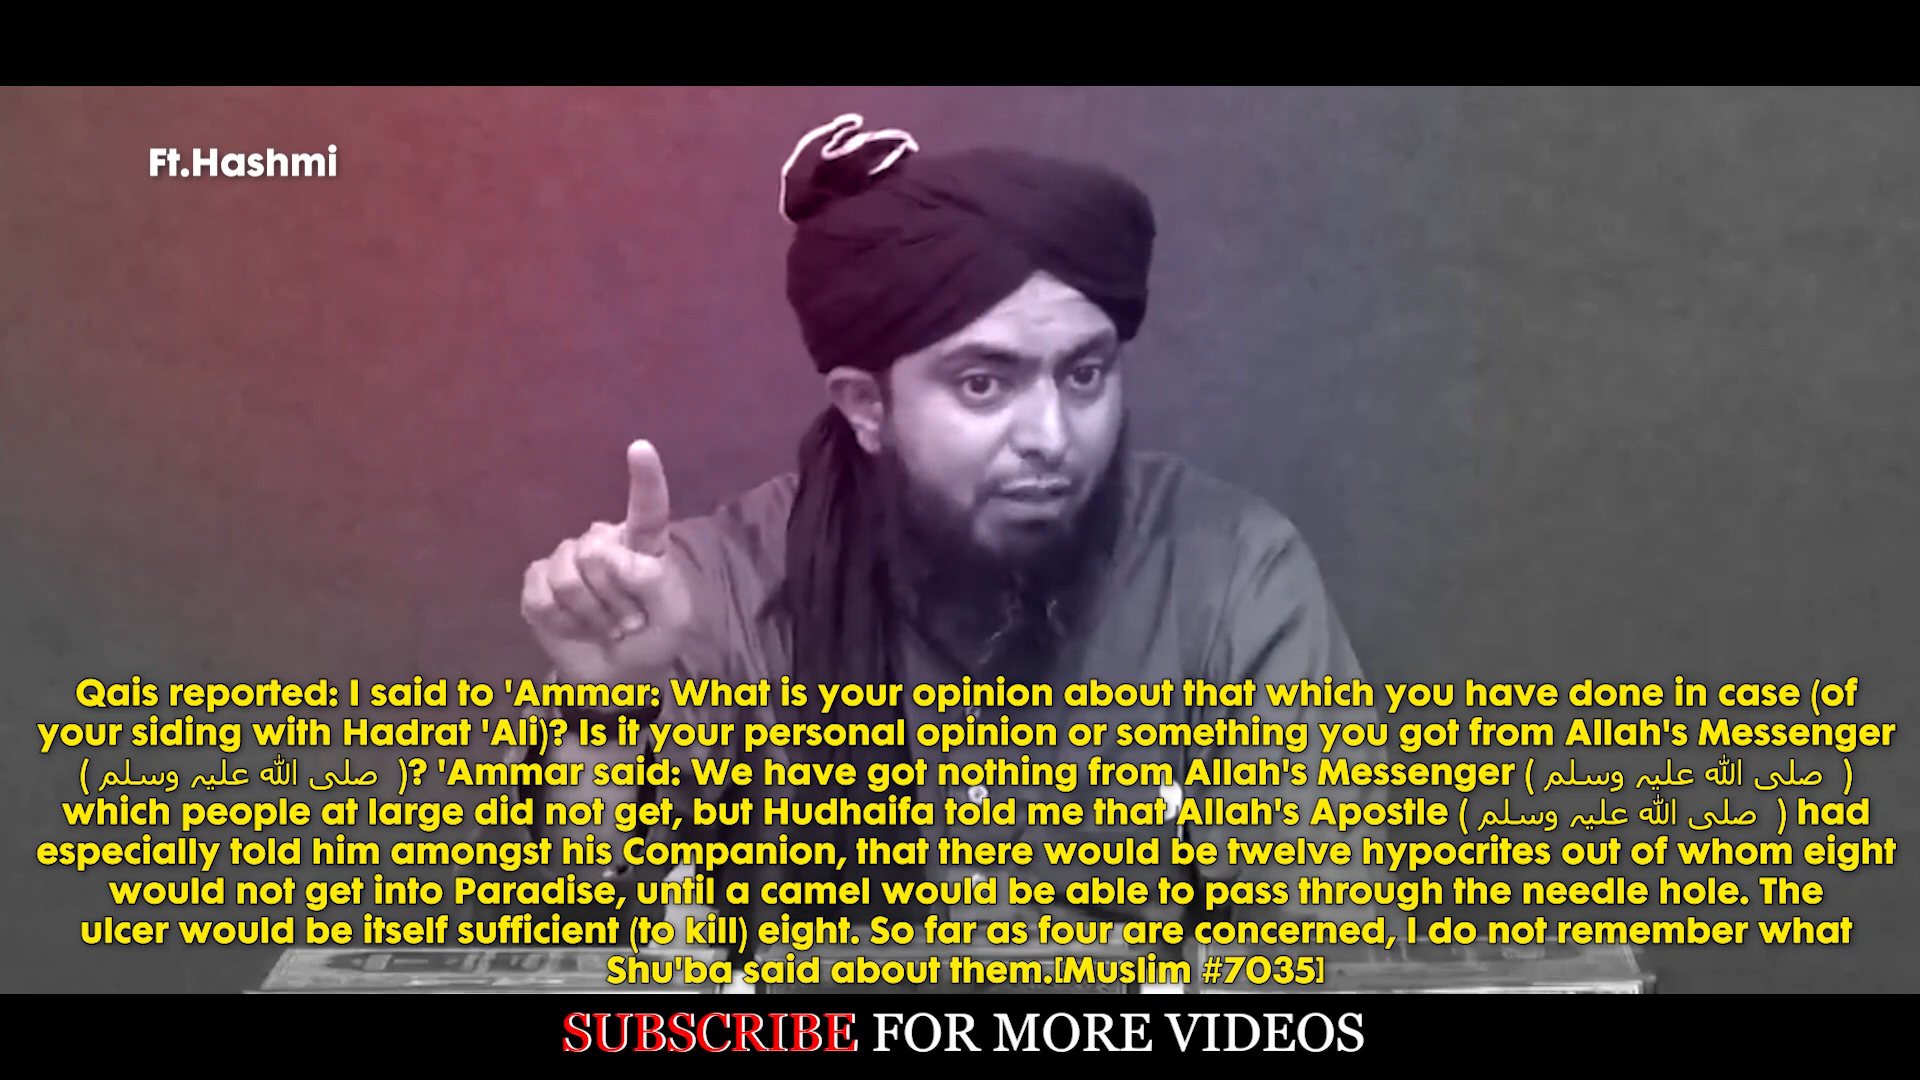 Ft.Hashmi
Qais reported: I said to 'Ammar: What is your opinion about that which you have done in case (of
your siding with Hadrat 'Ali)? Is it your personal opinion or something you got from Allah's Messenger
( صلی اللہ علیہ وسلم )? 'Ammar said: We have got nothing from Allah's Messenger ( صلی اللہ علیہ وسلم )
which people at large did not get, but Hudhaifa told me that Allah's Apostle ( صلی اللہ علیہ وسلم ) had
especially told him amongst his Companion, that there would be twelve hypocrites out of whom eight
would not get into Paradise, until a camel would be able to pass through the needle hole. The
ulcer would be itself sufficient (to kill) eight. So far as four are concerned, I do not remember what
Shu'ba said about them.[Muslim #7035]
SUBSCRIBE FOR MORE VIDEOS